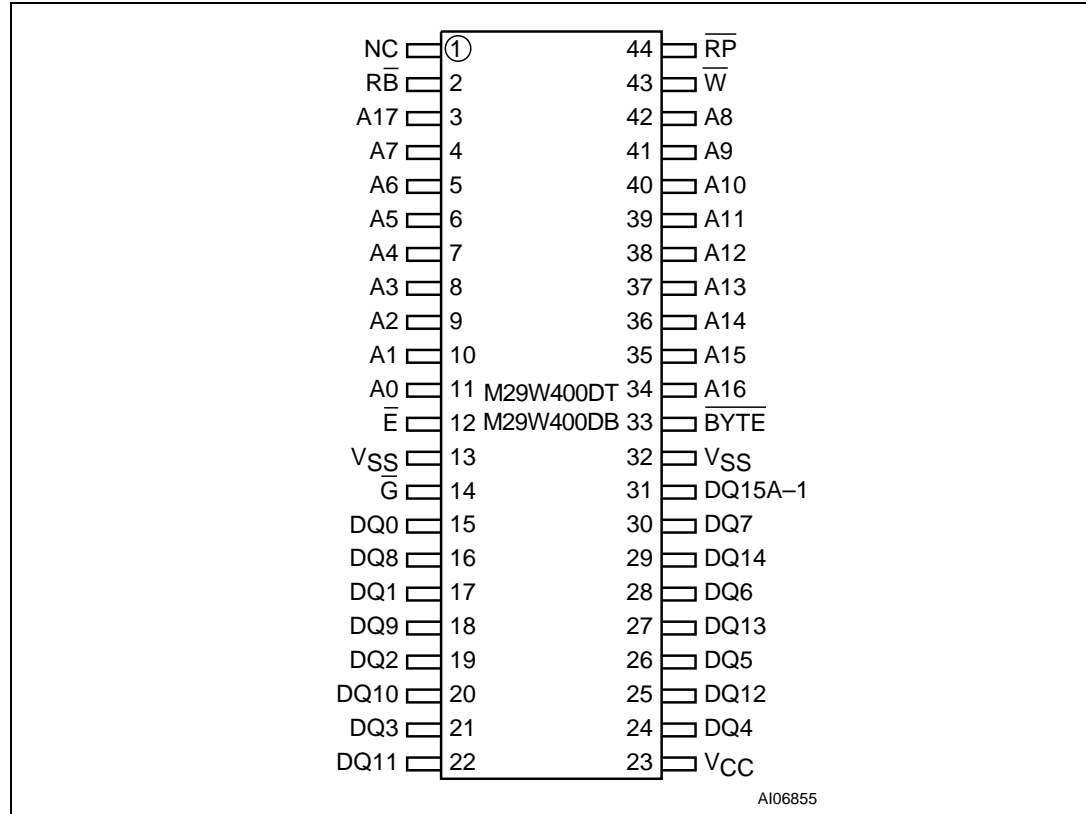 NC 1 44 R̅P̅
RB̅ 2 43 W̅
A17 3 42 A8
A7 4 41 A9
A6 5 40 A10
A5 6 39 A11
A4 7 38 A12
A3 8 37 A13
A2 9 36 A14
A1 10 35 A15
A0 11 M29W400DT 34 A16
E̅ 12 M29W400DB 33 B̅Y̅T̅E̅
VSS 13 32 VSS
G̅ 14 31 DQ15A–1
DQ0 15 30 DQ7
DQ8 16 29 DQ14
DQ1 17 28 DQ6
DQ9 18 27 DQ13
DQ2 19 26 DQ5
DQ10 20 25 DQ12
DQ3 21 24 DQ4
DQ11 22 23 VCC
AI06855